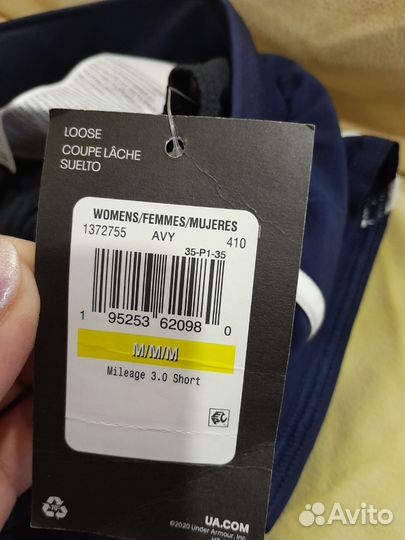 LOOSE
COUPE LÂCHE
SUELTO
WOMENS/FEMMES/MUJERES
1372755 AVY 410
35-P1-35
1 95253 62098 0
M/M/M
Mileage 3.0 Short
UA.COM
©2020 Under Armour, Inc.
Avito